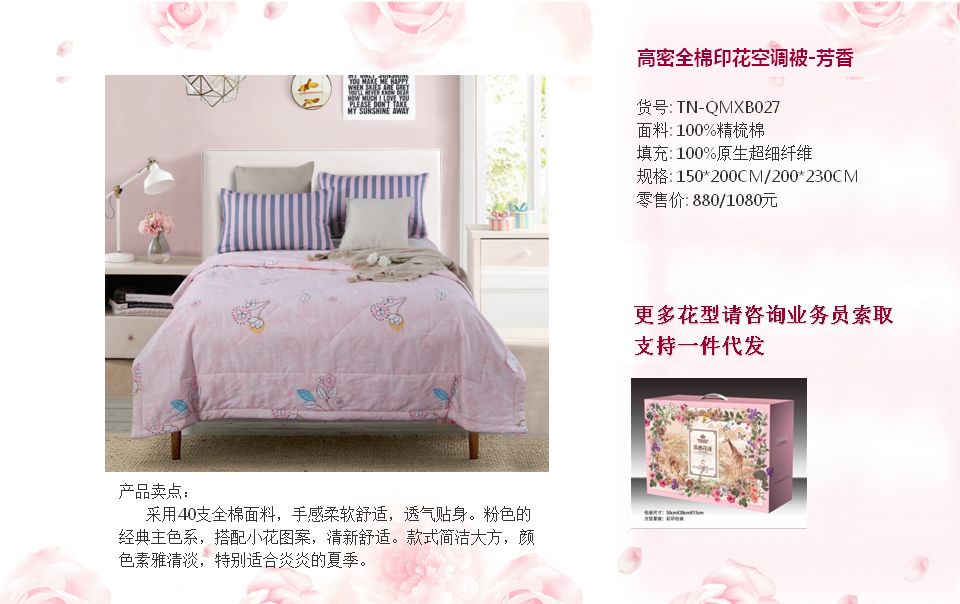 高密全棉印花空调被-芳香
货号: TN-QMXB027
面料: 100%精梳棉
填充: 100%原生超细纤维
规格: 150*200CM/200*230CM
零售价: 880/1080元
MY ONLY SUNSHINE
YOU MAKE ME HAPPY
WHEN SKIES ARE GREY
YOU'LL NEVER KNOW DEAR
HOW MUCH I LOVE YOU
PLEASE DON'T TAKE
MY SUNSHINE AWAY
更多花型请咨询业务员索取
支持一件代发
包装尺寸: 50cmX38cmX15cm
产品卖点：
采用40支全棉面料，手感柔软舒适，透气贴身。粉色的
经典主色系，搭配小花图案，清新舒适。款式简洁大方，颜
色素雅清淡，特别适合炎炎的夏季。